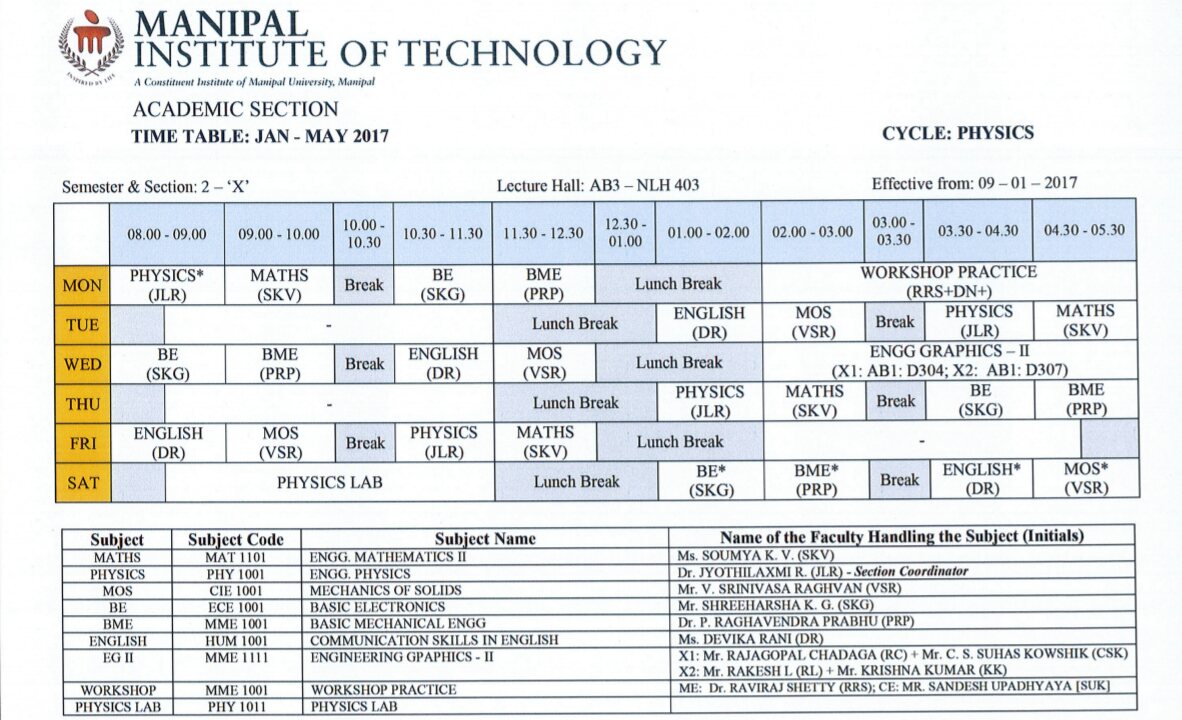 MANIPAL
INSTITUTE OF TECHNOLOGY
INSPIRED BY LIFE
A Constituent Institute of Manipal University, Manipal
ACADEMIC SECTION
TIME TABLE: JAN - MAY 2017
CYCLE: PHYSICS
Semester & Section: 2 – ‘X’ Lecture Hall: AB3 – NLH 403 Effective from: 09 – 01 – 2017
08.00 - 09.00 09.00 - 10.00 10.00 - 10.30 10.30 - 11.30 11.30 - 12.30 12.30 - 01.00 01.00 - 02.00 02.00 - 03.00 03.00 - 03.30 03.30 - 04.30 04.30 - 05.30
MON PHYSICS* (JLR) MATHS (SKV) Break BE (SKG) BME (PRP) Lunch Break WORKSHOP PRACTICE (RRS+DN+)
TUE - Lunch Break ENGLISH (DR) MOS (VSR) Break PHYSICS (JLR) MATHS (SKV)
WED BE (SKG) BME (PRP) Break ENGLISH (DR) MOS (VSR) Lunch Break ENGG GRAPHICS – II (X1: AB1: D304; X2: AB1: D307)
THU - Lunch Break PHYSICS (JLR) MATHS (SKV) Break BE (SKG) BME (PRP)
FRI ENGLISH (DR) MOS (VSR) Break PHYSICS (JLR) MATHS (SKV) Lunch Break -
SAT PHYSICS LAB Lunch Break BE* (SKG) BME* (PRP) Break ENGLISH* (DR) MOS* (VSR)
Subject Subject Code Subject Name Name of the Faculty Handling the Subject (Initials)
MATHS MAT 1101 ENGG. MATHEMATICS II Ms. SOUMYA K. V. (SKV)
PHYSICS PHY 1001 ENGG. PHYSICS Dr. JYOTHILAXMI R. (JLR) - Section Coordinator
MOS CIE 1001 MECHANICS OF SOLIDS Mr. V. SRINIVASA RAGHVAN (VSR)
BE ECE 1001 BASIC ELECTRONICS Mr. SHREEHARSHA K. G. (SKG)
BME MME 1001 BASIC MECHANICAL ENGG Dr. P. RAGHAVENDRA PRABHU (PRP)
ENGLISH HUM 1001 COMMUNICATION SKILLS IN ENGLISH Ms. DEVIKA RANI (DR)
EG II MME 1111 ENGINEERING GPAPHICS - II X1: Mr. RAJAGOPAL CHADAGA (RC) + Mr. C. S. SUHAS KOWSHIK (CSK)
X2: Mr. RAKESH L (RL) + Mr. KRISHNA KUMAR (KK)
WORKSHOP MME 1001 WORKSHOP PRACTICE ME: Dr. RAVIRAJ SHETTY (RRS); CE: MR. SANDESH UPADHYAYA [SUK]
PHYSICS LAB PHY 1011 PHYSICS LAB